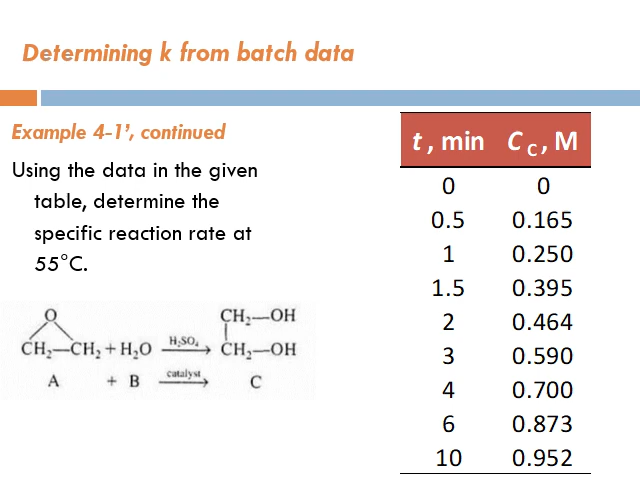 Determining k from batch data
Example 4-1’, continued
Using the data in the given
table, determine the
specific reaction rate at
55°C.
O
CH₂—CH₂ + H₂O H₂SO₄ CH₂—OH
CH₂—OH
A + B catalyst C
t , min C C , M
0 0
0.5 0.165
1 0.250
1.5 0.395
2 0.464
3 0.590
4 0.700
6 0.873
10 0.952